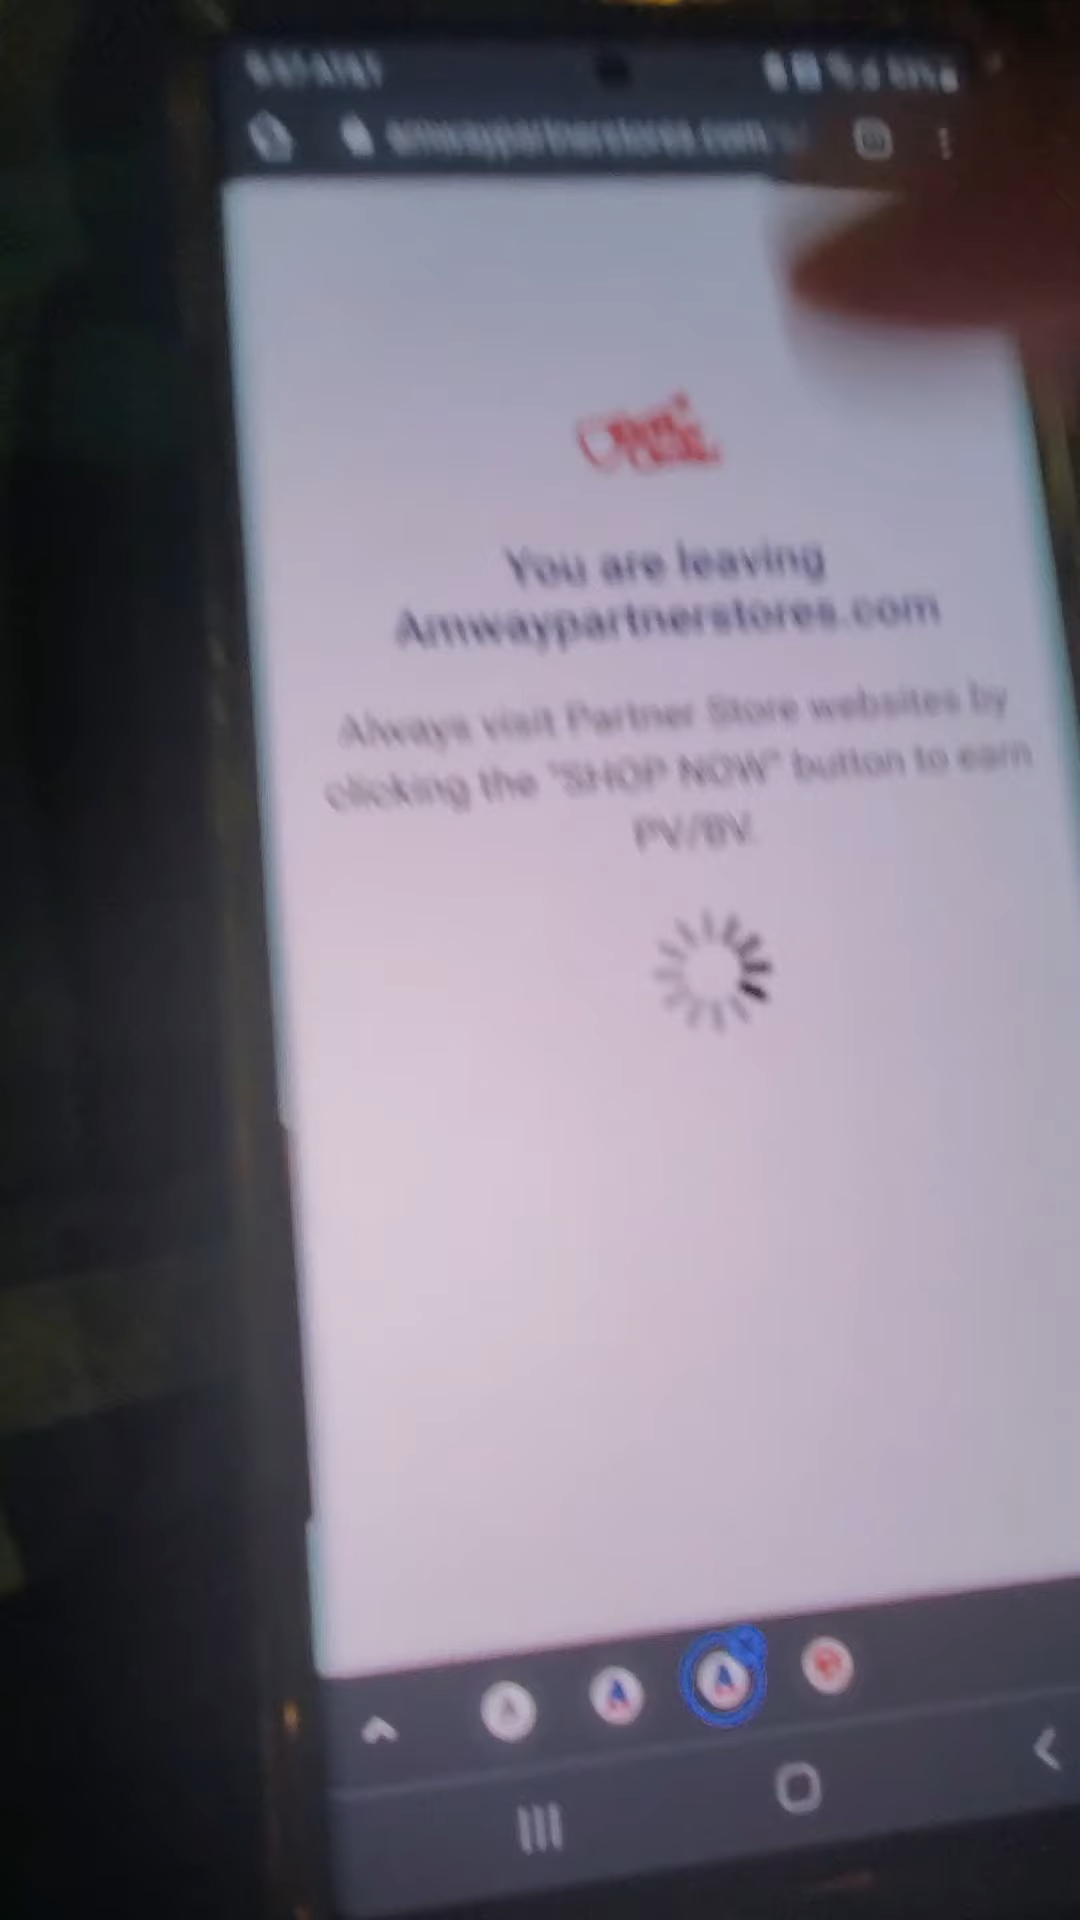 amwaypartnerstores.com
You are leaving
Amwaypartnerstores.com
Always visit Partner Store websites by
clicking the "SHOP NOW" button to earn
PV/BV.